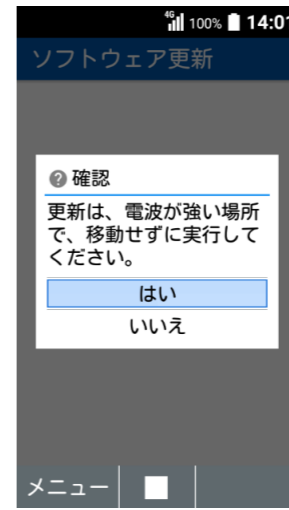 4G 100% 14:01
ソフトウェア更新
確認
更新は、電波が強い場所
で、移動せずに実行して
ください。
はい
いいえ
メニュー